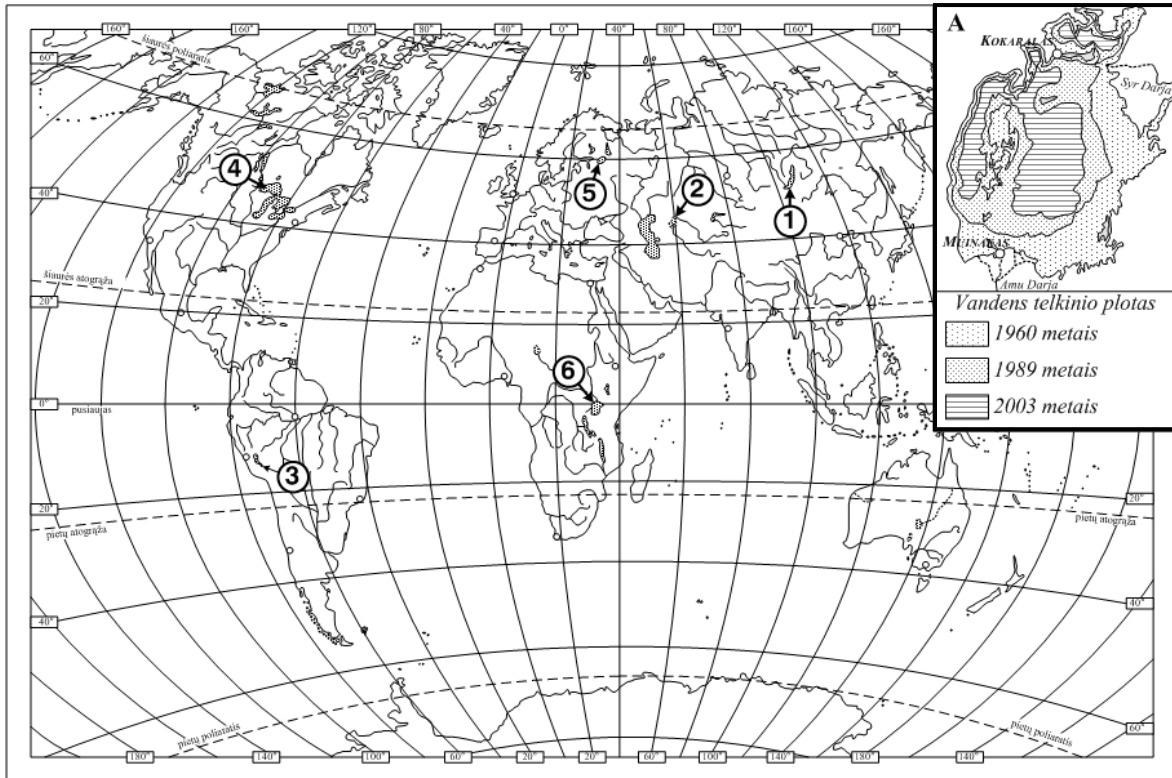 160°
160°
120°
80°
40°
0°
40°
80°
120°
160°
160°
šiaurės poliaratis
60°
4
5
2
1
40°
šiaurės atogrąža
20°
6
0°
pusiaujas
3
20°
20°
pietų atogrąža
pietų atogrąža
40°
40°
pietų poliaratis
pietų poliaratis
60°
180°
140°
100°
60°
20°
20°
60°
100°
140°
180°
140°
A
KOKARALAS
Syr Darja
MUINAKAS
Amu Darja
Vandens telkinio plotas
1960 metais
1989 metais
2003 metais